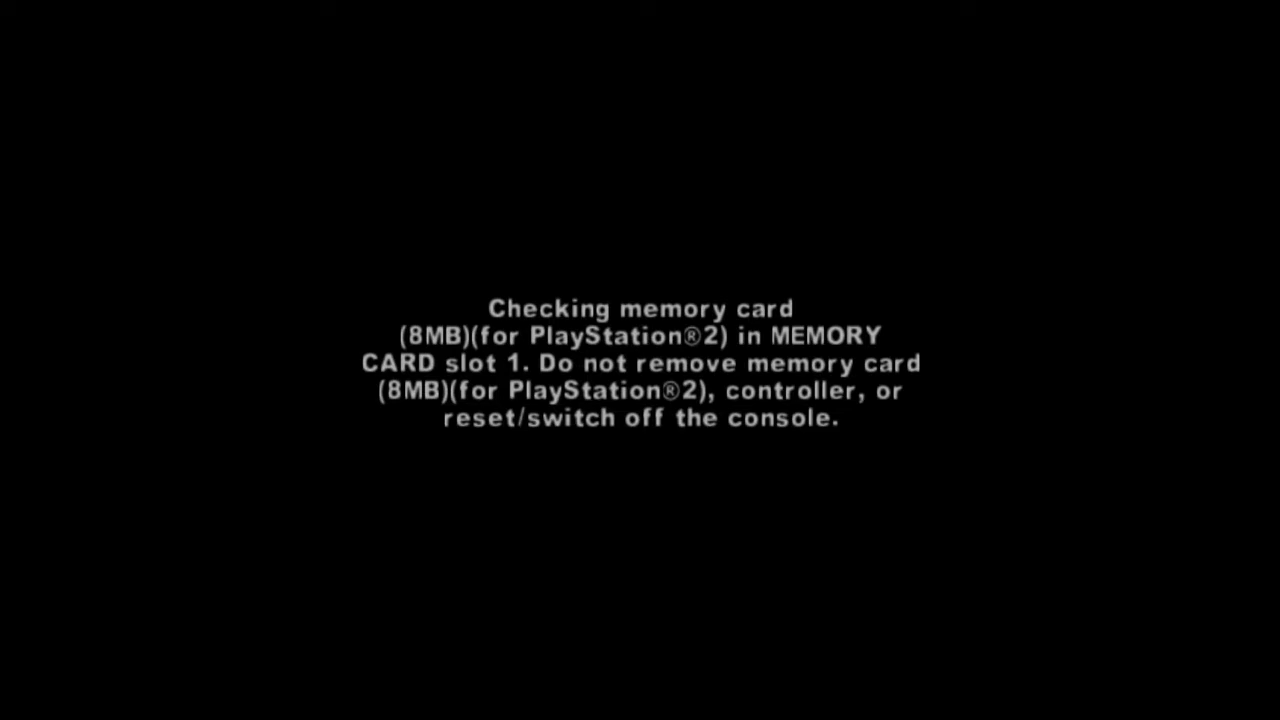 Checking memory card
(8MB)(for PlayStation®2) in MEMORY
CARD slot 1. Do not remove memory card
(8MB)(for PlayStation®2), controller, or
reset/switch off the console.